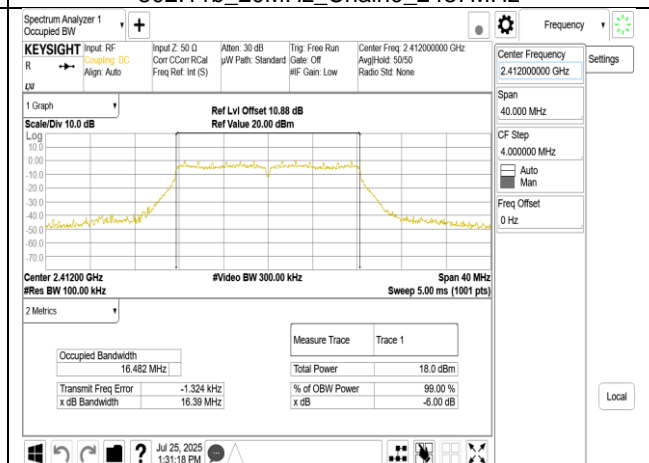 Spectrum Analyzer 1
Occupied BW
Frequency
KEYSIGHT
R
LXI
Input: RF
Coupling: DC
Align: Auto
Input Z: 50 Ω
Corr CCorr RCal
Freq Ref: Int (S)
Atten: 30 dB
µW Path: Standard
Trig: Free Run
Gate: Off
#IF Gain: Low
Center Freq: 2.412000000 GHz
Avg|Hold: 50/50
Radio Std: None
Center Frequency
2.412000000 GHz
Settings
Span
40.000 MHz
CF Step
4.000000 MHz
Auto
Man
Freq Offset
0 Hz
Local
1 Graph
Scale/Div 10.0 dB
Ref Lvl Offset 10.88 dB
Ref Value 20.00 dBm
Log
10.0
0.00
-10.0
-20.0
-30.0
-40.0
-50.0
-60.0
-70.0
Center 2.41200 GHz
#Video BW 300.00 kHz
Span 40 MHz
#Res BW 100.00 kHz
Sweep 5.00 ms (1001 pts)
2 Metrics
Measure Trace Trace 1
Occupied Bandwidth
16.482 MHz
Total Power 18.0 dBm
Transmit Freq Error -1.324 kHz
% of OBW Power 99.00 %
x dB Bandwidth 16.39 MHz
x dB -6.00 dB
Jul 25, 2025
1:31:18 PM